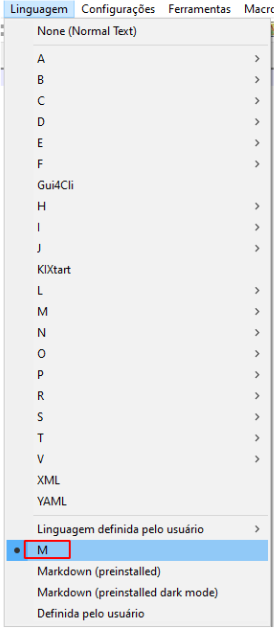 Linguagem Configurações Ferramentas Macro
None (Normal Text)
A
B
C
D
E
F
Gui4Cli
H
I
J
KIXtart
L
M
N
O
P
R
S
T
V
XML
YAML
Linguagem definida pelo usuário
M
Markdown (preinstalled)
Markdown (preinstalled dark mode)
Definida pelo usuário